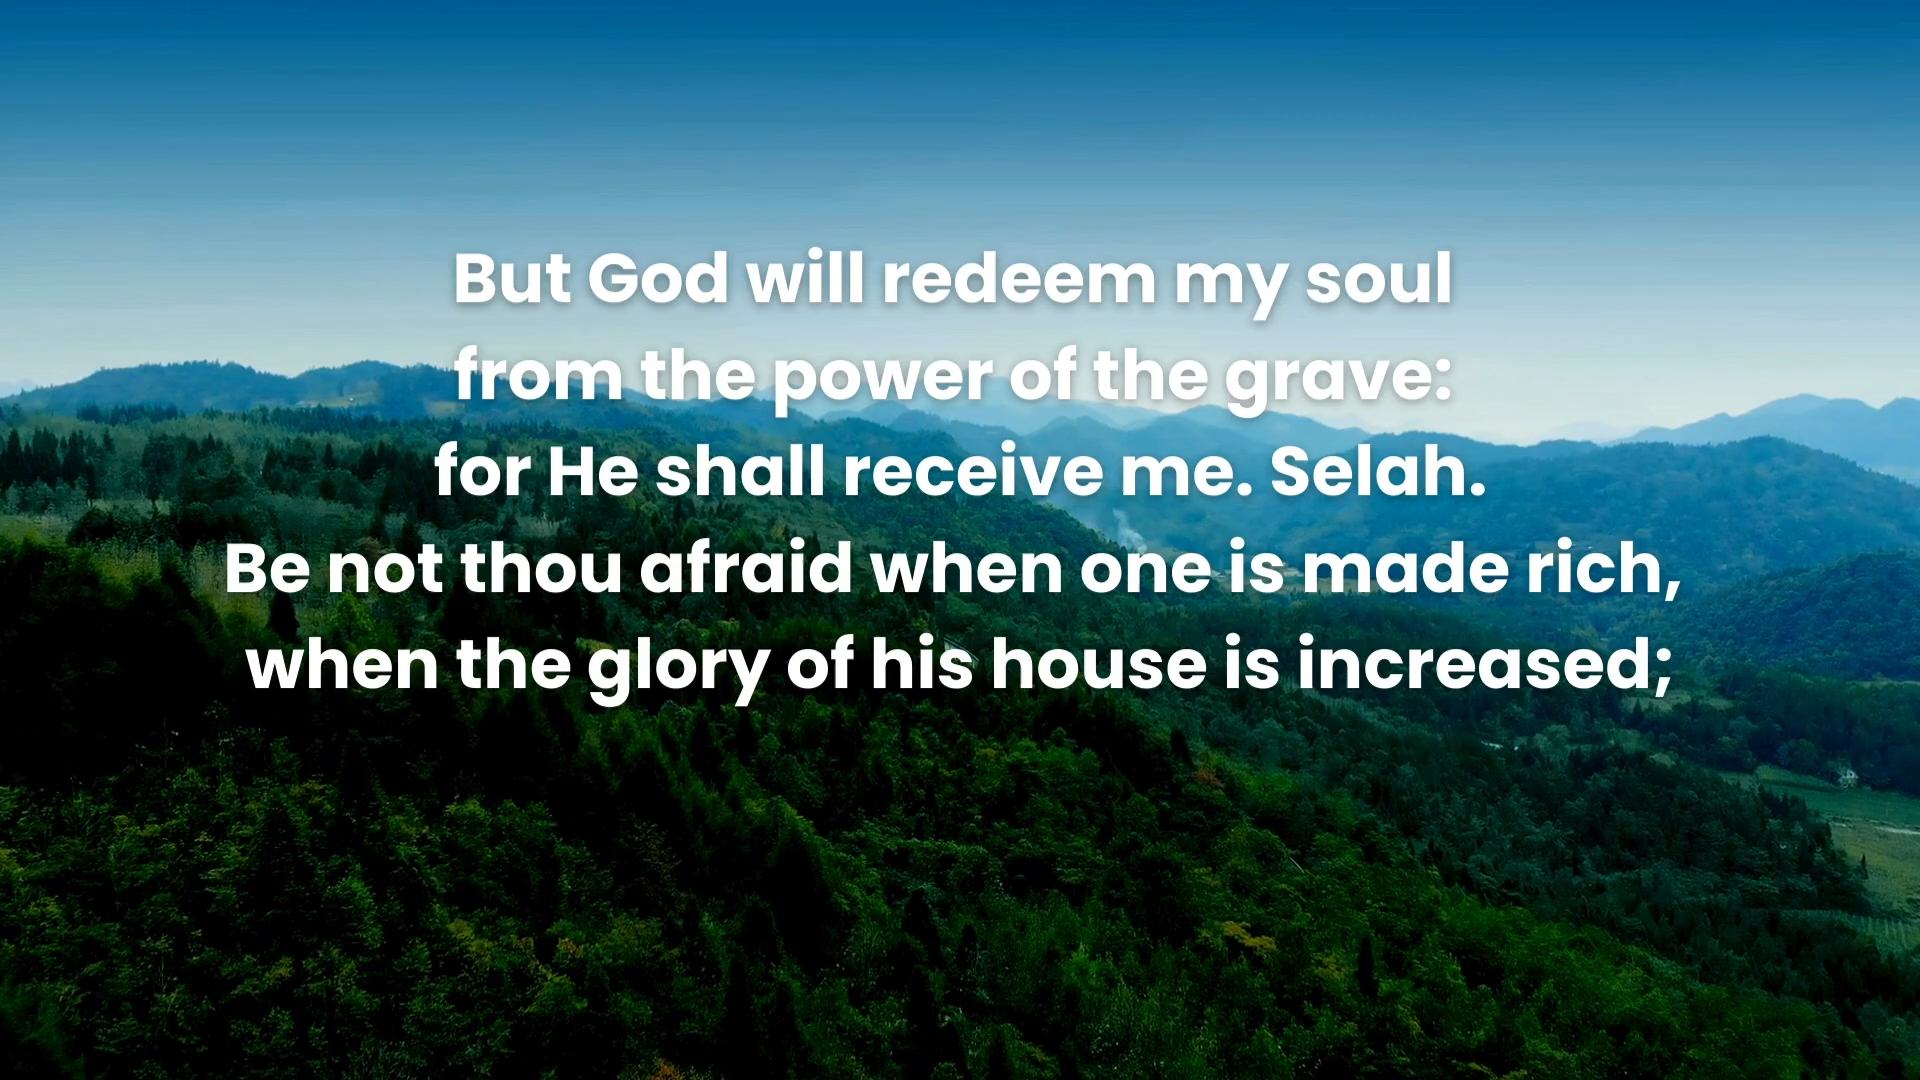 But God will redeem my soul
from the power of the grave:
for He shall receive me. Selah.
Be not thou afraid when one is made rich,
when the glory of his house is increased;